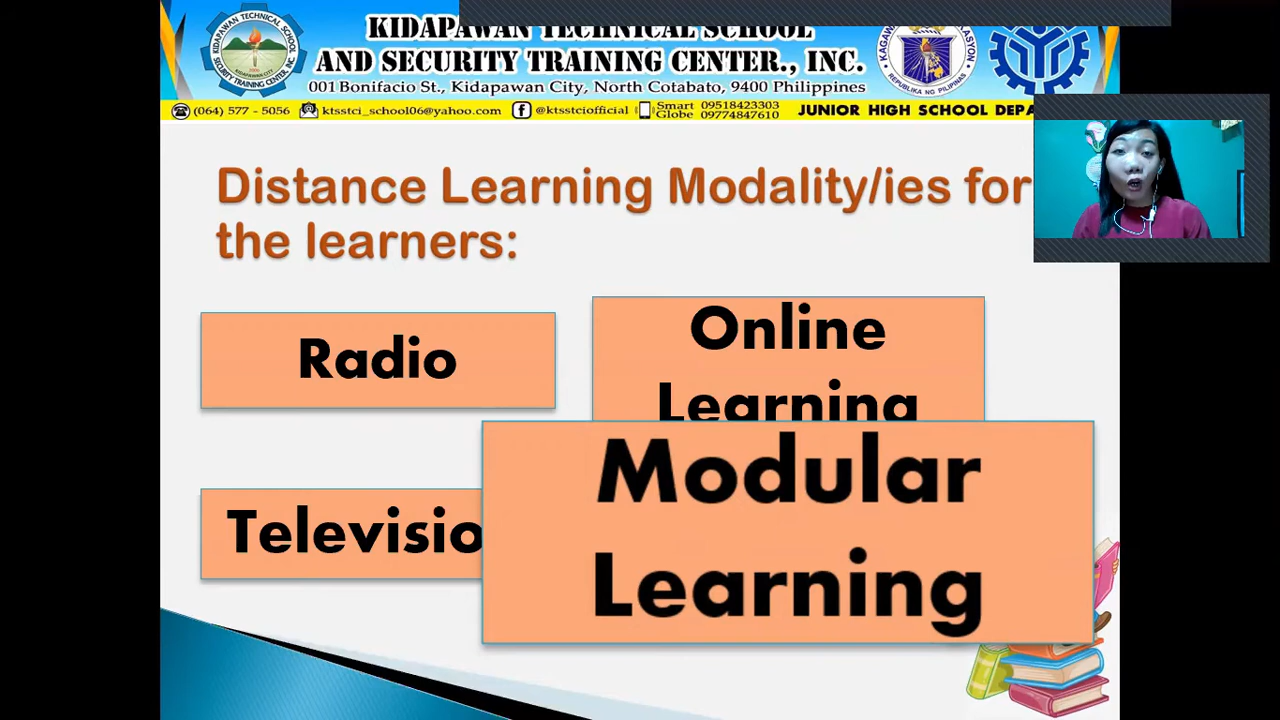 KIDAPAWAN TECHNICAL SCHOOL
AND SECURITY TRAINING CENTER., INC.
001 Bonifacio St., Kidapawan City, North Cotabato, 9400 Philippines
(064) 577 - 5056 ktsstci_school06@yahoo.com @ktsstciofficial Smart 09518423303
Globe 09774847610
JUNIOR HIGH SCHOOL DEPA
Distance Learning Modality/ies for
the learners:
Radio
Online
Learning
Televisio
Modular
Learning